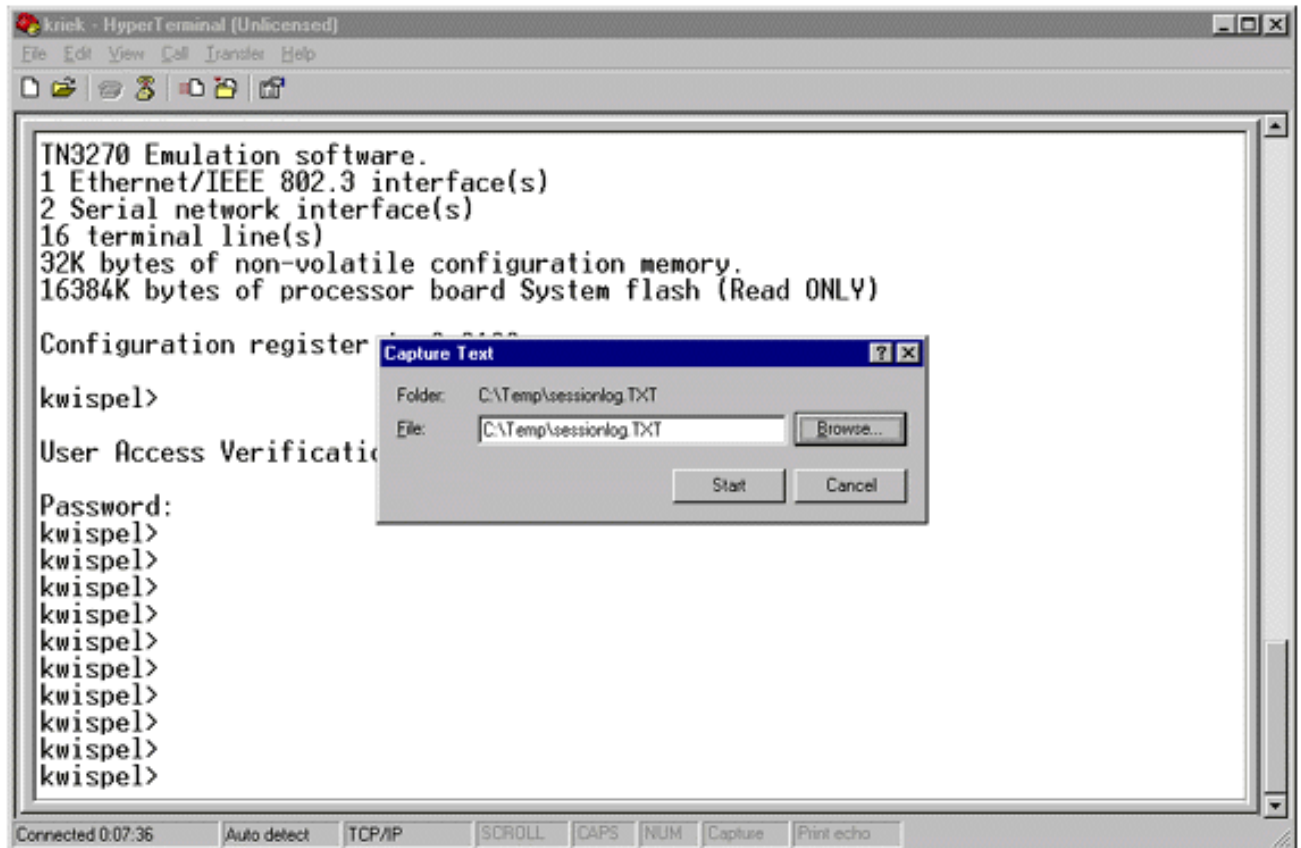 kriek - HyperTerminal (Unlicensed)
File Edit View Call Transfer Help
TN3270 Emulation software.
1 Ethernet/IEEE 802.3 interface(s)
2 Serial network interface(s)
16 terminal line(s)
32K bytes of non-volatile configuration memory.
16384K bytes of processor board System flash (Read ONLY)
Configuration register
kwispel>
User Access Verificatio
Password:
kwispel>
kwispel>
kwispel>
kwispel>
kwispel>
kwispel>
kwispel>
kwispel>
kwispel>
kwispel>
Capture Text
Folder: C:\Temp\sessionlog.TXT
File: C:\Temp\sessionlog.TXT Browse...
Start Cancel
Connected 0:07:36 Auto detect TCP/IP SCROLL CAPS NUM Capture Print echo